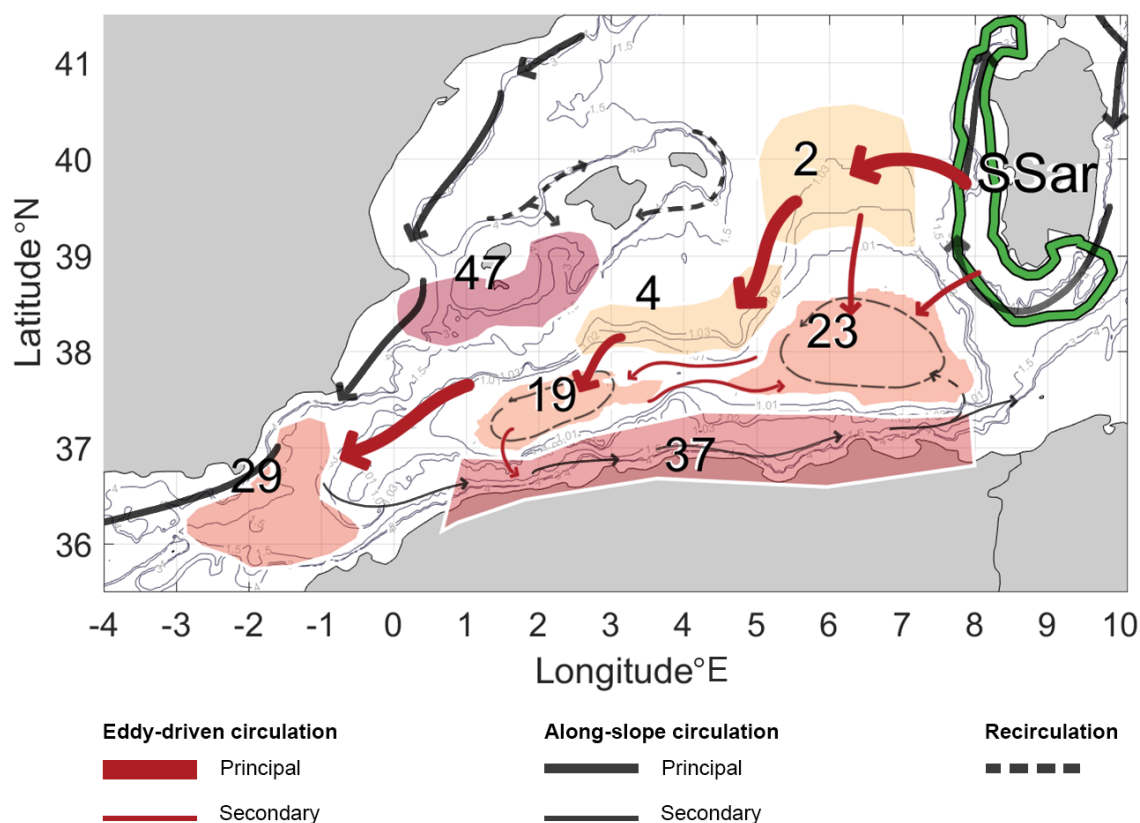 41
40
39
38
37
36
Latitude °N
SSar
2
47
4
23
19
37
29
-4 -3 -2 -1 0 1 2 3 4 5 6 7 8 9 10
Longitude°E
Eddy-driven circulation Along-slope circulation Recirculation
Principal Principal
Secondary Secondary